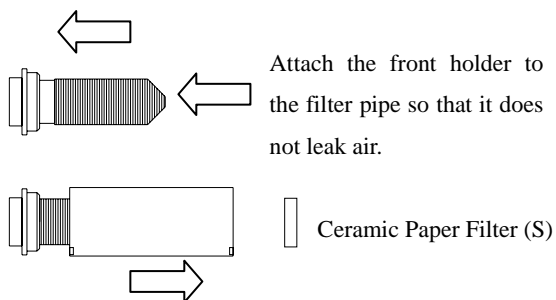 Attach the front holder to
the filter pipe so that it does
not leak air.
Ceramic Paper Filter (S)